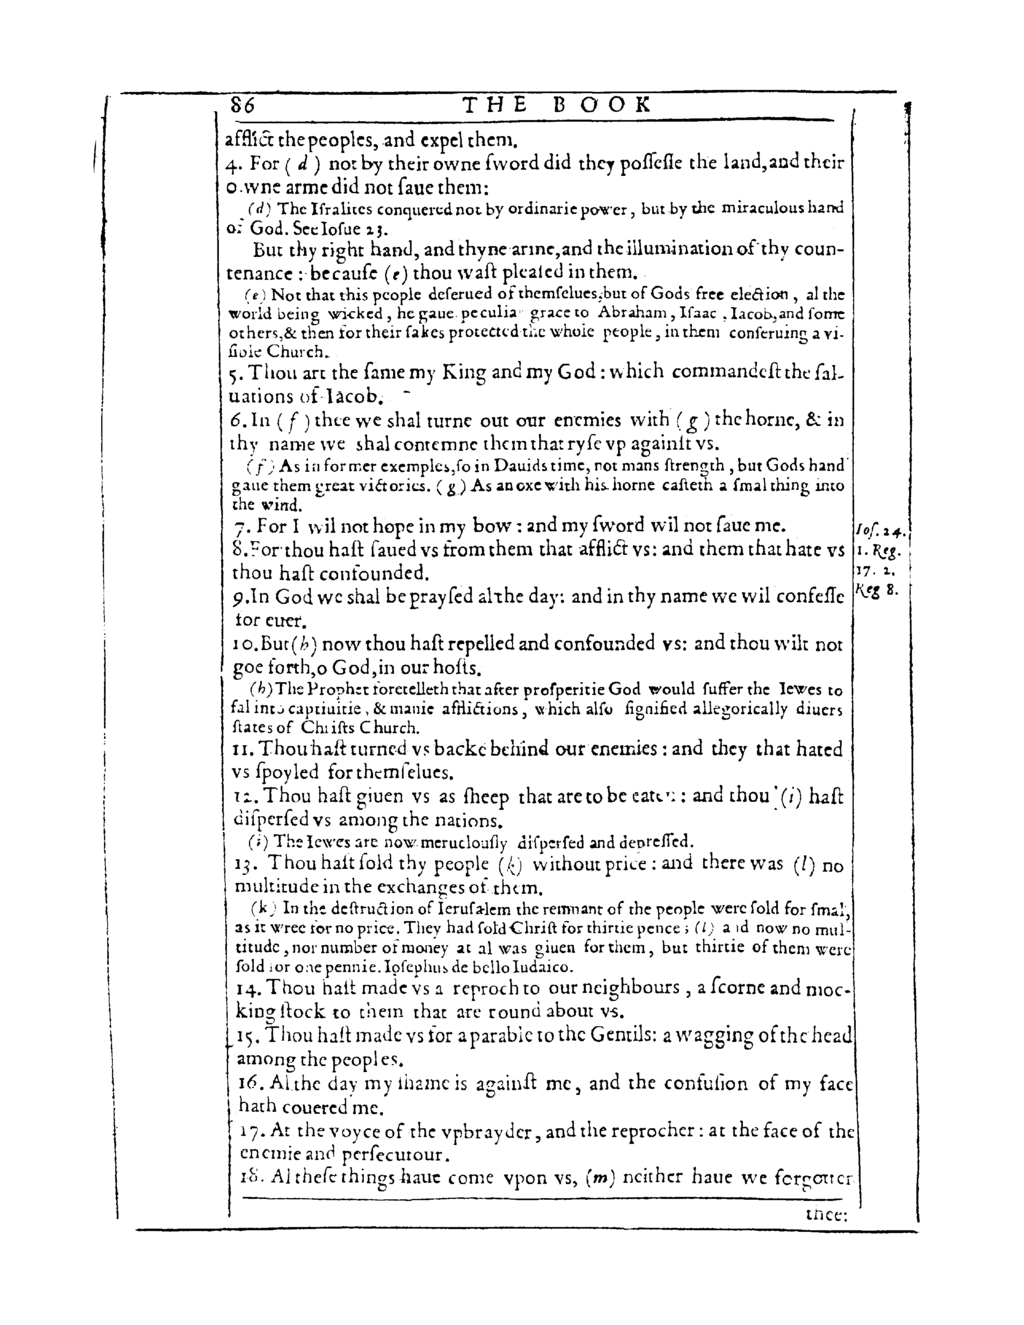 86 THE BOOK
afflict the peoples, and expel them.
4. For ( d ) not by their owne ſword did they poſſeſſe the land, and their
owne arme did not ſaue them:
(d) The Iſralites conquered not by ordinarie power, but by the miraculous hand
of God. See Ioſue 23.
But thy right hand, and thyne arme, and the illumination of thy coun-
tenance : becauſe (e) thou waſt pleaſed in them.
(e) Not that this people deſerued of themſelues, but of Gods free election, al the
world being wicked, he gaue peculiar grace to Abraham, Iſaac, Iacob, and ſome
others, & then for their ſakes protected the whole people, in them conſeruing a vi-
ſible Church.
5. Thou art the ſame my King and my God : which commandeſt the ſal-
uations of Iacob.
6. In ( f ) thee we shal turne out our enemies with ( g ) the horne, & in
thy name we shal contemne them that ryſe vp againſt vs.
(f) As in former exemples, ſo in Dauids time, not mans ſtrength, but Gods hand
gaue them great victories. (g) As an oxe with his horne caſteth a ſmal thing into
the wind.
7. For I wil not hope in my bow : and my ſword wil not ſaue me.
8. For thou haſt ſaued vs from them that afflict vs: and them that hate vs
thou haſt confounded.
9. In God we shal be prayſed al the day: and in thy name we wil confeſſe
for euer.
10. But (h) now thou haſt repelled and confounded vs: and thou wilt not
goe forth, o God, in our hoſts.
(h) The Prophet foretelleth that after proſperitie God would ſuffer the Iewes to
fal into captiuitie, & manie afflictions, which alſo ſignified allegorically diuers
ſtates of Chriſts Church.
11. Thou haſt turned vs backe behind our enemies : and they that hated
vs ſpoyled for themſelues.
12. Thou haſt giuen vs as ſheep that are to be eaten : and thou (i) haſt
diſperſed vs among the nations.
(i) The Iewes are now meruelouſly diſperſed and depreſſed.
13. Thou haſt ſold thy people (k) without price : and there was (l) no
multitude in the exchanges of them.
(k) In the deſtruction of Ieruſalem the remnant of the people were ſold for ſmal,
as it wree for no price. They had ſold Chriſt for thirtie pence ; (l) and now no mul-
titude, nor number of money at al was giuen for them, but thirtie of them were
ſold for one pennie. Ioſephus de bello Iudaico.
14. Thou haſt made vs a reproch to our neighbours, a ſcorne and moc-
king ſtock to them that are round about vs.
15. Thou haſt made vs for a parable to the Gentils: a wagging of the head
among the peoples.
16. Al the day my ſhame is againſt me, and the confuſion of my face
hath couered me.
17. At the voyce of the vpbrayder, and the reprocher : at the face of the
enemie and perſecutour.
18. Al theſe things haue come vpon vs, (m) neither haue we forgotten
thee:
Ioſ. 24.
1. Reg.
17. 2.
Reg 8.